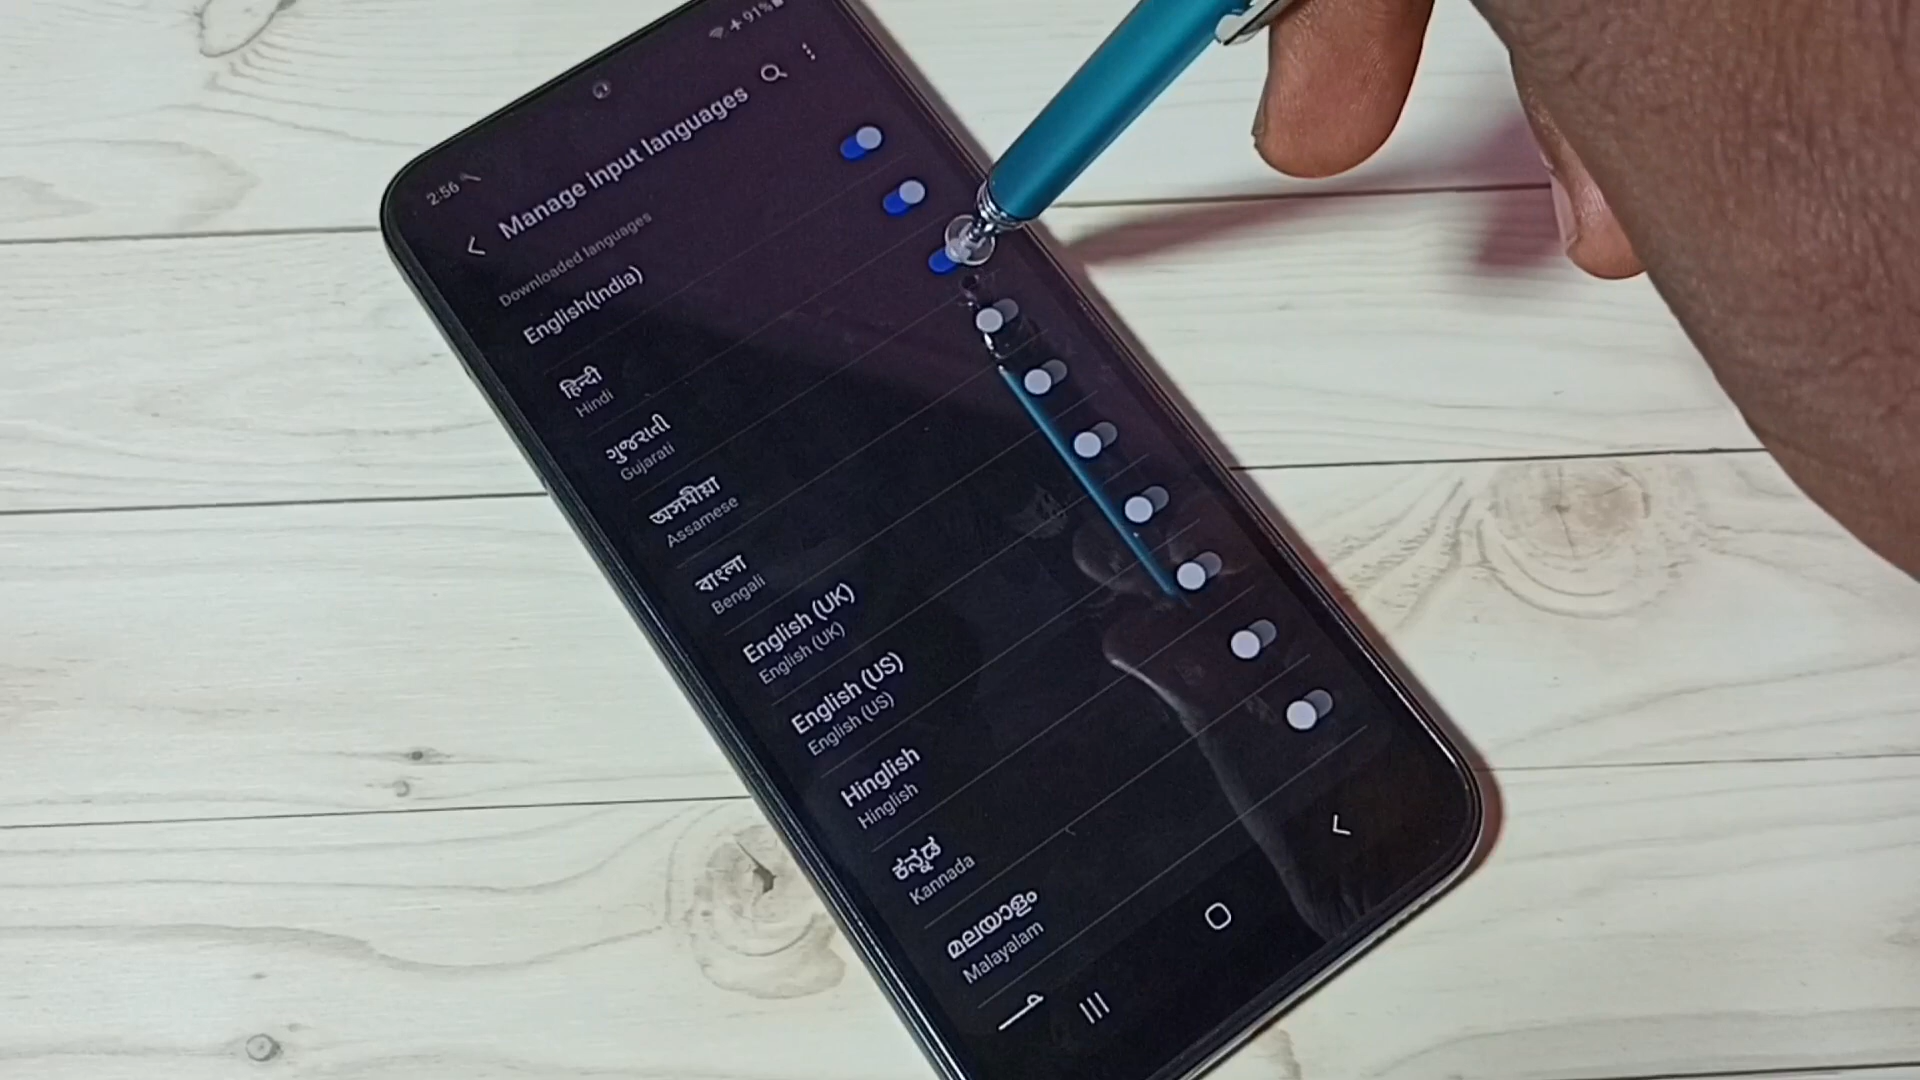 2:56
91%
Manage input languages
Downloaded languages
English(India)
हिन्दी
Hindi
ગુજરાતી
Gujarati
অসমীয়া
Assamese
বাংলা
Bengali
English (UK)
English (UK)
English (US)
English (US)
Hinglish
Hinglish
ಕನ್ನಡ
Kannada
മലയാളം
Malayalam